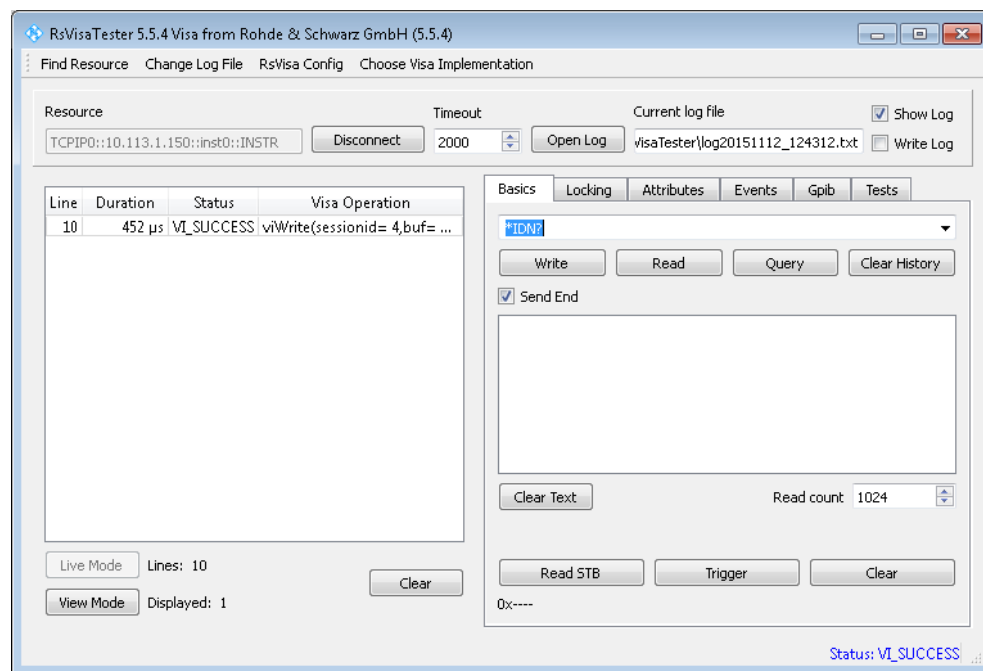 RsVisaTester 5.5.4 Visa from Rohde & Schwarz GmbH (5.5.4)
Find Resource Change Log File RsVisa Config Choose Visa Implementation
Resource Timeout Current log file Show Log
TCPIP0::10.113.1.150::inst0::INSTR Disconnect 2000 Open Log visaTester\log20151112_124312.txt Write Log
Basics Locking Attributes Events Gpib Tests
Line Duration Status Visa Operation
10 452 µs VI_SUCCESS viWrite(sessionid= 4,buf= ...
*IDN?
Write Read Query Clear History
Send End
Clear Text Read count 1024
Live Mode Lines: 10
View Mode Displayed: 1
Clear
Read STB Trigger Clear
0x----
Status: VI_SUCCESS